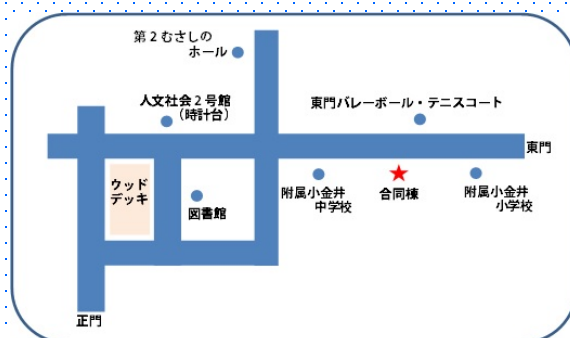 第2むさしの
ホール
人文社会2号館
（時計台）
東門バレーボール・テニスコート
東門
ウッド
デッキ
図書館
附属小金井
中学校
合同棟
附属小金井
小学校
正門